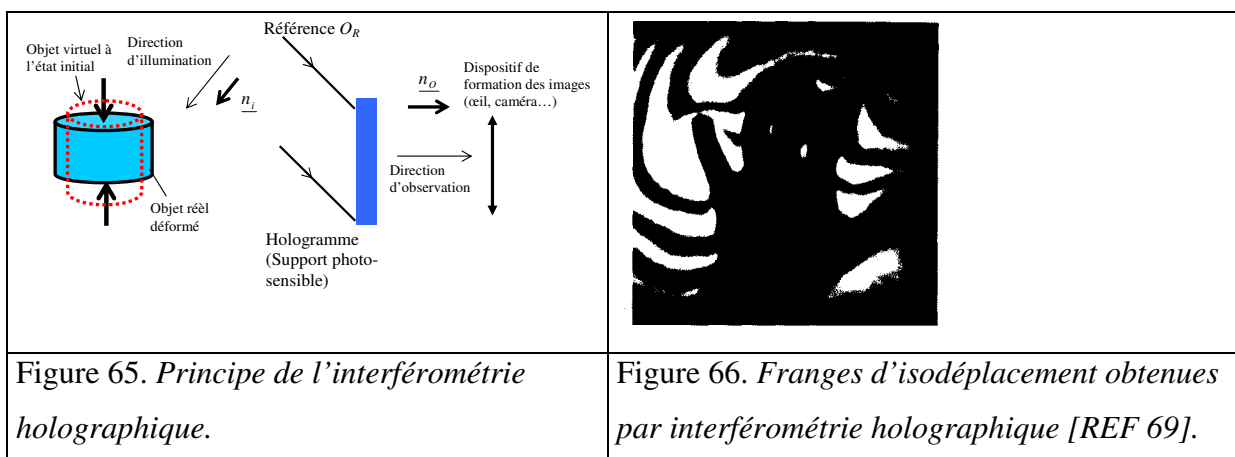 Objet virtuel à
l'état initial
Direction
d'illumination
n_i
Référence O_R
n_O
Dispositif de
formation des images
(œil, caméra…)
Direction
d'observation
Objet réèl
déformé
Hologramme
(Support photo-
sensible)
Figure 65. Principe de l'interférométrie
holographique.
Figure 66. Franges d'isodéplacement obtenues
par interférométrie holographique [REF 69].